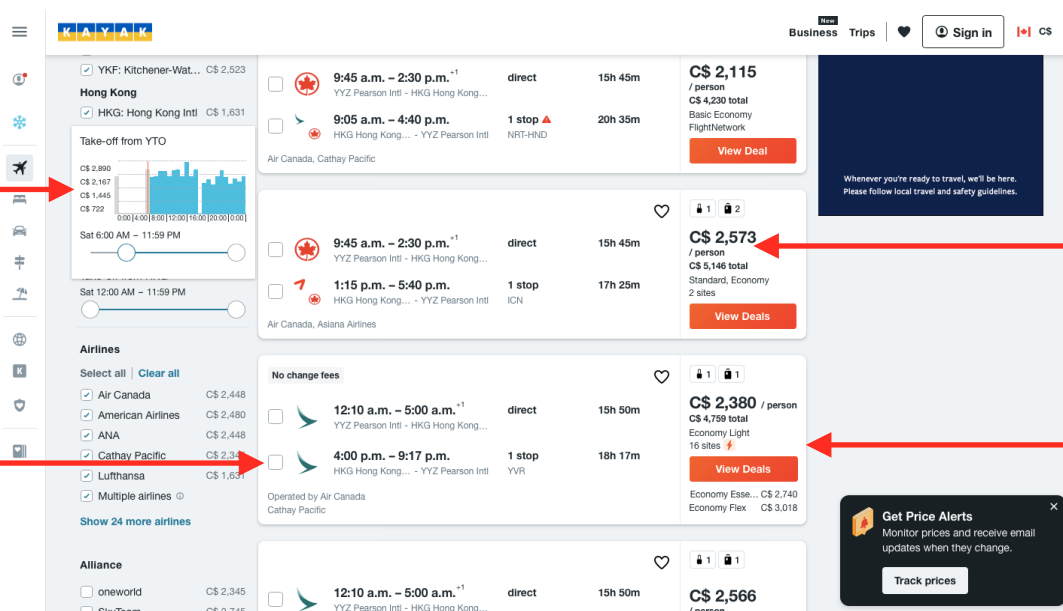 KAYAK
New
Business
Trips
Sign in
C$
YKF: Kitchener-Wat... C$ 2,523
Hong Kong
HKG: Hong Kong Intl C$ 1,631
Take-off from YTO
C$ 2,890
C$ 2,167
C$ 1,445
C$ 722
0:00 4:00 8:00 12:00 16:00 20:00 0:00
Sat 6:00 AM – 11:59 PM
Sat 12:00 AM – 11:59 PM
Airlines
Select all Clear all
Air Canada C$ 2,448
American Airlines C$ 2,480
ANA C$ 2,448
Cathay Pacific
Lufthansa C$ 1,631
Multiple airlines
Show 24 more airlines
Alliance
oneworld C$ 2,345
9:45 a.m. – 2:30 p.m.+1 direct 15h 45m
YYZ Pearson Intl - HKG Hong Kong...
9:05 a.m. – 4:40 p.m. 1 stop 20h 35m
HKG Hong Kong... - YYZ Pearson Intl NRT-HND
Air Canada, Cathay Pacific
C$ 2,115
/ person
C$ 4,230 total
Basic Economy
FlightNetwork
View Deal
9:45 a.m. – 2:30 p.m.+1 direct 15h 45m
YYZ Pearson Intl - HKG Hong Kong...
1:15 p.m. – 5:40 p.m. 1 stop 17h 25m
HKG Hong Kong... - YYZ Pearson Intl ICN
Air Canada, Asiana Airlines
1 2
C$ 2,573
/ person
C$ 5,146 total
Standard, Economy
2 sites
View Deals
No change fees
12:10 a.m. – 5:00 a.m.+1 direct 15h 50m
YYZ Pearson Intl - HKG Hong Kong...
4:00 p.m. – 9:17 p.m. 1 stop 18h 17m
HKG Hong Kong... - YYZ Pearson Intl YVR
Operated by Air Canada
Cathay Pacific
1 1
C$ 2,380 / person
C$ 4,759 total
Economy Light
16 sites
View Deals
Economy Esse... C$ 2,740
Economy Flex C$ 3,018
12:10 a.m. – 5:00 a.m.+1 direct 15h 50m
YYZ Pearson Intl - HKG Hong Kong...
1 1
C$ 2,566
/ person
Whenever you're ready to travel, we'll be here.
Please follow local travel and safety guidelines.
Get Price Alerts
Monitor prices and receive email
updates when they change.
Track prices